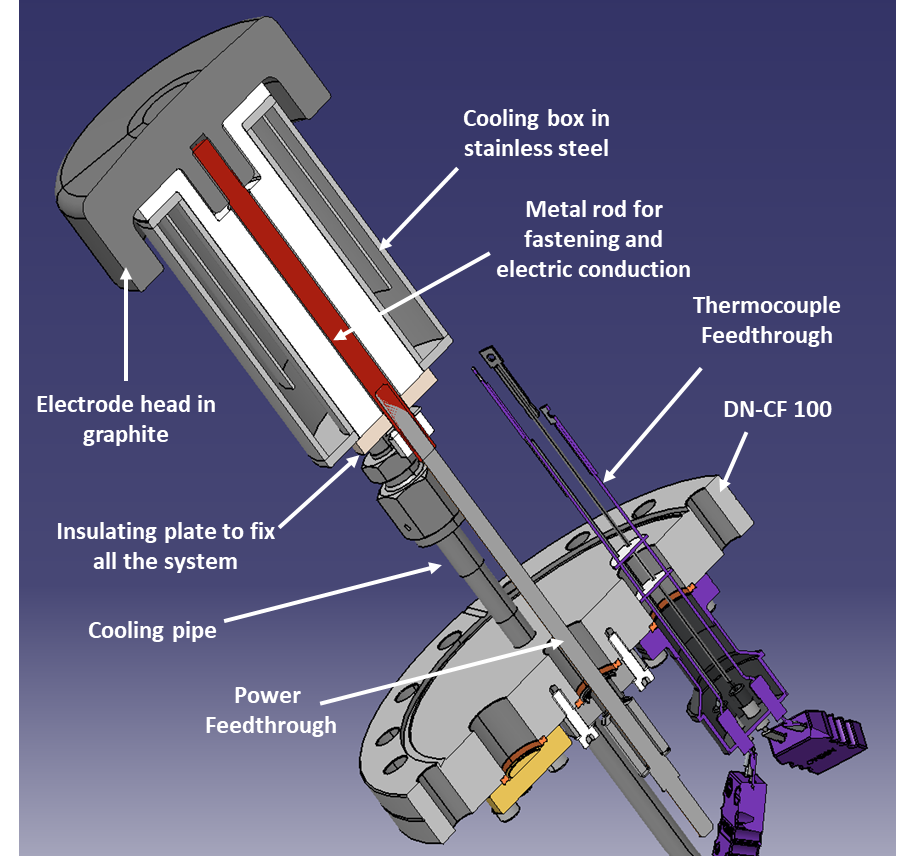 Cooling box in
stainless steel
Metal rod for
fastening and
electric conduction
Thermocouple
Feedthrough
DN-CF 100
Electrode head in
graphite
Insulating plate to fix
all the system
Cooling pipe
Power
Feedthrough